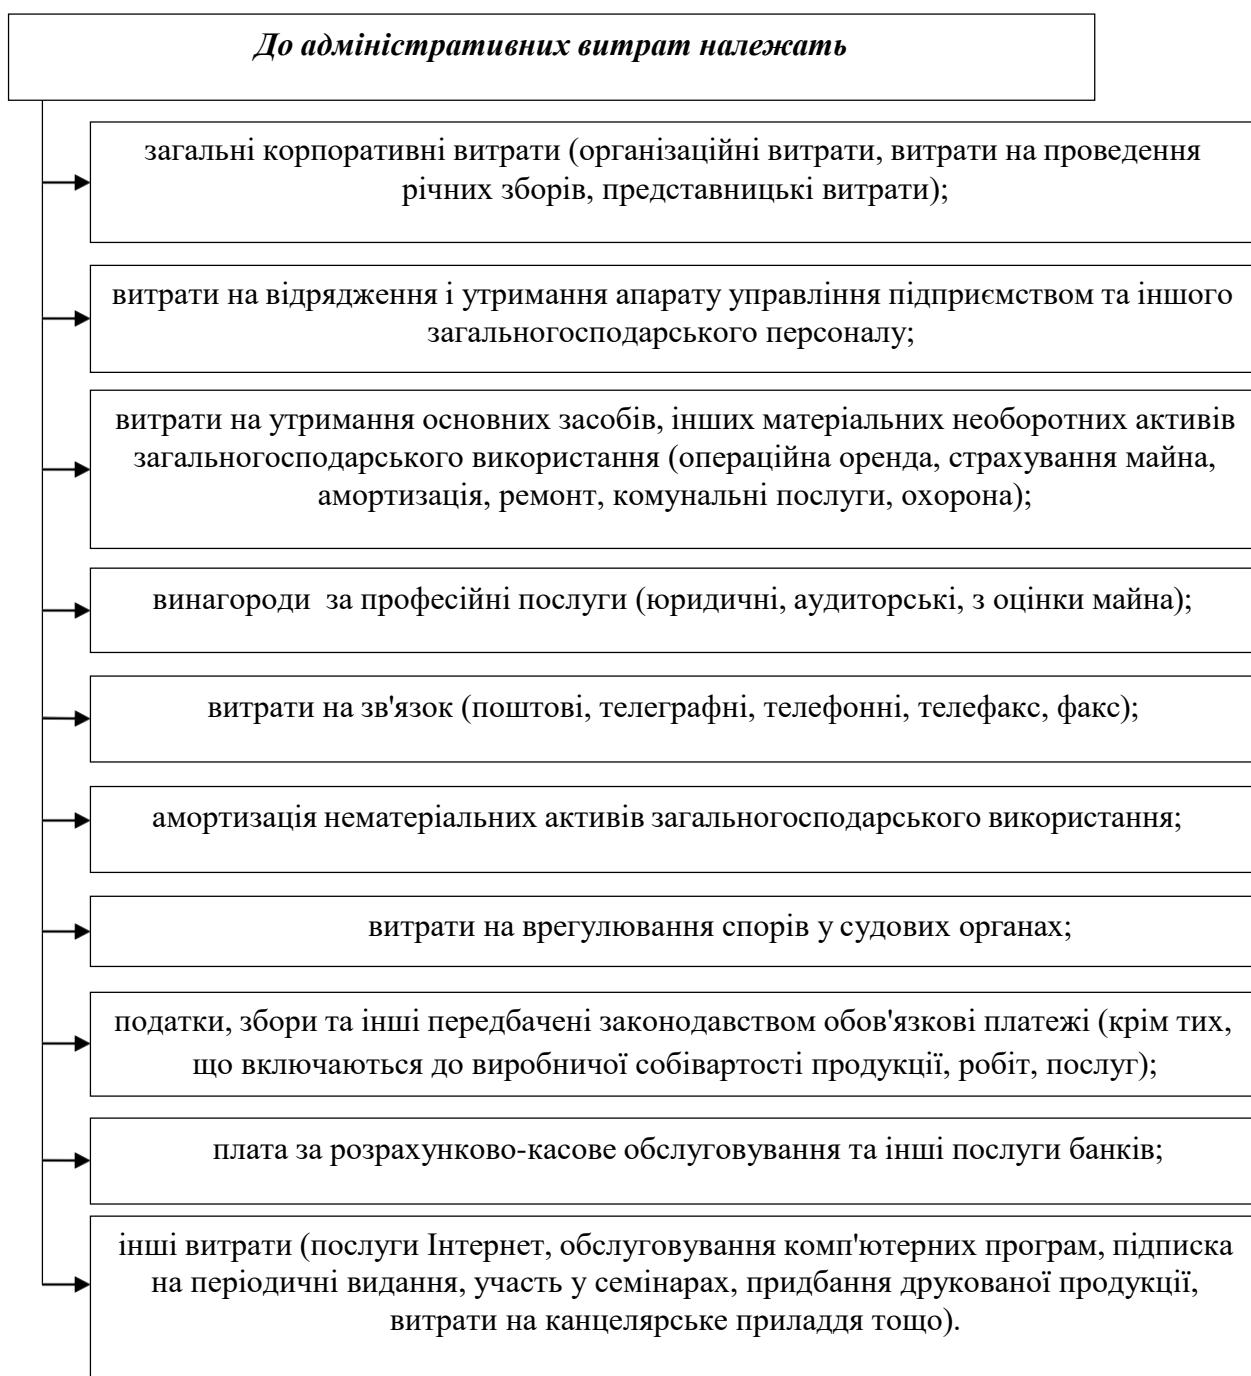 До адміністративних витрат належать
загальні корпоративні витрати (організаційні витрати, витрати на проведення
річних зборів, представницькі витрати);
витрати на відрядження і утримання апарату управління підприємством та іншого
загальногосподарського персоналу;
витрати на утримання основних засобів, інших матеріальних необоротних активів
загальногосподарського використання (операційна оренда, страхування майна,
амортизація, ремонт, комунальні послуги, охорона);
винагороди за професійні послуги (юридичні, аудиторські, з оцінки майна);
витрати на зв'язок (поштові, телеграфні, телефонні, телефакс, факс);
амортизація нематеріальних активів загальногосподарського використання;
витрати на врегулювання спорів у судових органах;
податки, збори та інші передбачені законодавством обов'язкові платежі (крім тих,
що включаються до виробничої собівартості продукції, робіт, послуг);
плата за розрахунково-касове обслуговування та інші послуги банків;
інші витрати (послуги Інтернет, обслуговування комп'ютерних програм, підписка
на періодичні видання, участь у семінарах, придбання друкованої продукції,
витрати на канцелярське приладдя тощо).